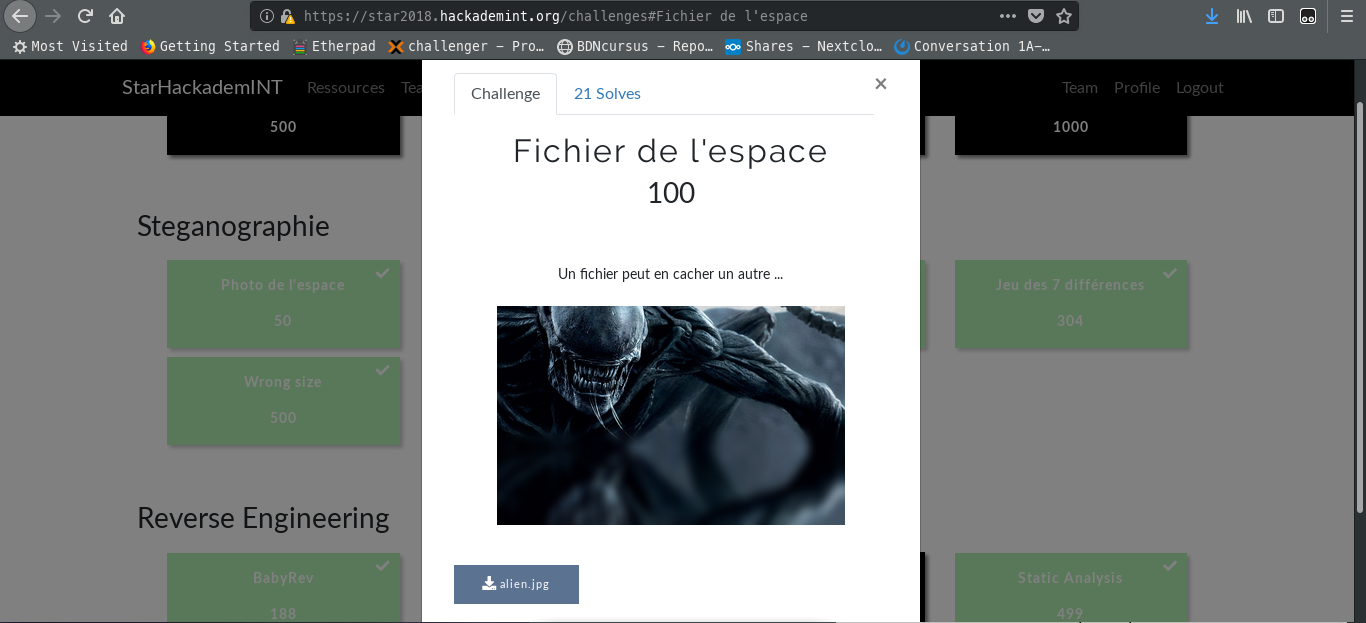 https://star2018.hackademint.org/challenges#Fichier de l'espace
Most Visited Getting Started Etherpad challenger – Pro… BDNcursus – Repo… Shares – Nextclo… Conversation 1A-…
StarHackademINT Ressources Tea Team Profile Logout
Challenge 21 Solves ×
500 1000
Fichier de l'espace
100
Steganographie
Un fichier peut en cacher un autre ...
Photo de l'espace Jeu des 7 différences
50 304
Wrong size
500
Reverse Engineering
alien.jpg
BabyRev Static Analysis
188 499